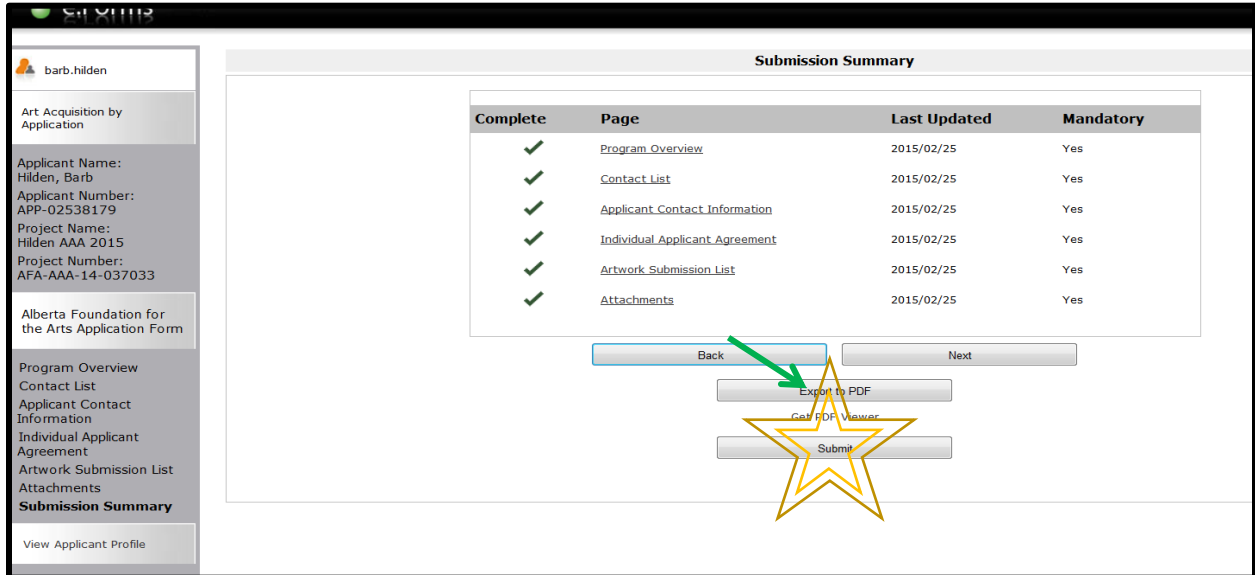 e.Forms
barb.hilden
Art Acquisition by
Application
Applicant Name:
Hilden, Barb
Applicant Number:
APP-02538179
Project Name:
Hilden AAA 2015
Project Number:
AFA-AAA-14-037033
Alberta Foundation for
the Arts Application Form
Program Overview
Contact List
Applicant Contact
Information
Individual Applicant
Agreement
Artwork Submission List
Attachments
Submission Summary
View Applicant Profile
Submission Summary
Complete Page Last Updated Mandatory
Program Overview 2015/02/25 Yes
Contact List 2015/02/25 Yes
Applicant Contact Information 2015/02/25 Yes
Individual Applicant Agreement 2015/02/25 Yes
Artwork Submission List 2015/02/25 Yes
Attachments 2015/02/25 Yes
Back Next
Export to PDF
Get PDF Viewer
Submit